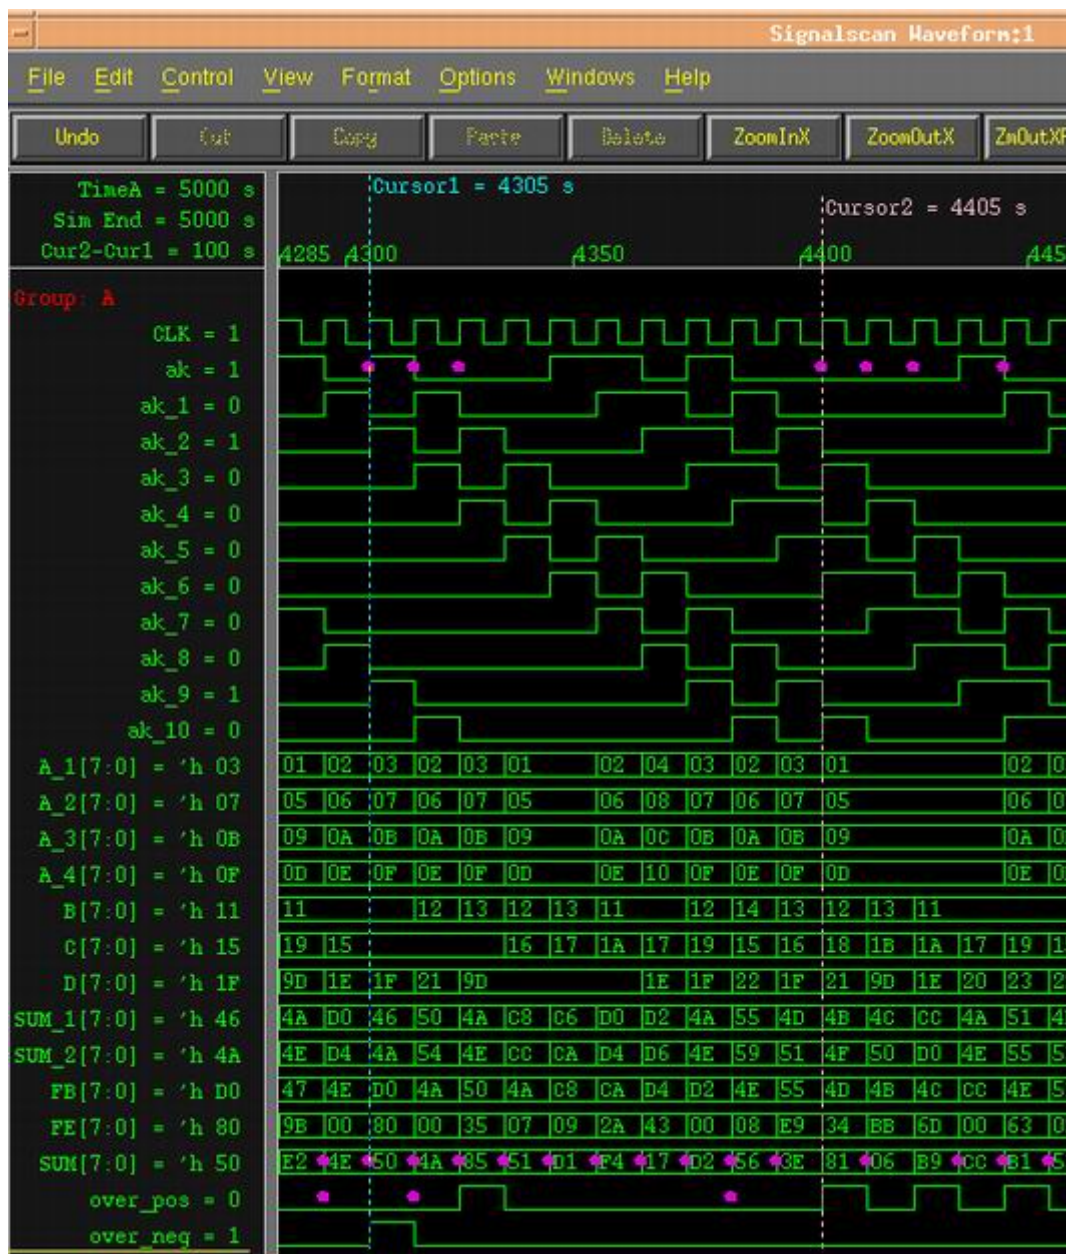 Signalscan Waveform:1
File Edit Control View Format Options Windows Help
Undo Cut Copy Paste Delete ZoomInX ZoomOutX ZmOutXF
TimeA = 5000 s
Sim End = 5000 s
Cur2-Cur1 = 100 s
Cursor1 = 4305 s
Cursor2 = 4405 s
4285 4300 4350 4400 445
Group: A
CLK = 1
ak = 1
ak_1 = 0
ak_2 = 1
ak_3 = 0
ak_4 = 0
ak_5 = 0
ak_6 = 0
ak_7 = 0
ak_8 = 0
ak_9 = 1
ak_10 = 0
A_1[7:0] = 'h 03 01 02 03 02 03 01 02 04 03 02 03 01 02 0
A_2[7:0] = 'h 07 05 06 07 06 07 05 06 08 07 06 07 05 06 0
A_3[7:0] = 'h 0B 09 0A 0B 0A 0B 09 0A 0C 0B 0A 0B 09 0A 0
A_4[7:0] = 'h 0F 0D 0E 0F 0E 0F 0D 0E 10 0F 0E 0F 0D 0E 0
B[7:0] = 'h 11 11 12 13 12 13 11 12 14 13 12 13 11
C[7:0] = 'h 15 19 15 16 17 1A 17 19 15 16 18 1B 1A 17 19 1
D[7:0] = 'h 1F 9D 1E 1F 21 9D 1E 1F 22 1F 21 9D 1E 20 23 2
SUM_1[7:0] = 'h 46 4A D0 46 50 4A C8 C6 D0 D2 4A 55 4D 4B 4C CC 4A 51 4
SUM_2[7:0] = 'h 4A 4E D4 4A 54 4E CC CA D4 D6 4E 59 51 4F 50 D0 4E 55 5
FB[7:0] = 'h D0 47 4E D0 4A 50 4A C8 CA D4 D2 4E 55 4D 4B 4C CC 4E 5
FE[7:0] = 'h 80 9B 00 80 00 35 07 09 2A 43 00 08 E9 34 BB 6D 00 63 0
SUM[7:0] = 'h 50 E2 4E 50 4A 85 51 D1 F4 17 D2 56 3E 81 06 B9 CC B1 5
over_pos = 0
over_neg = 1